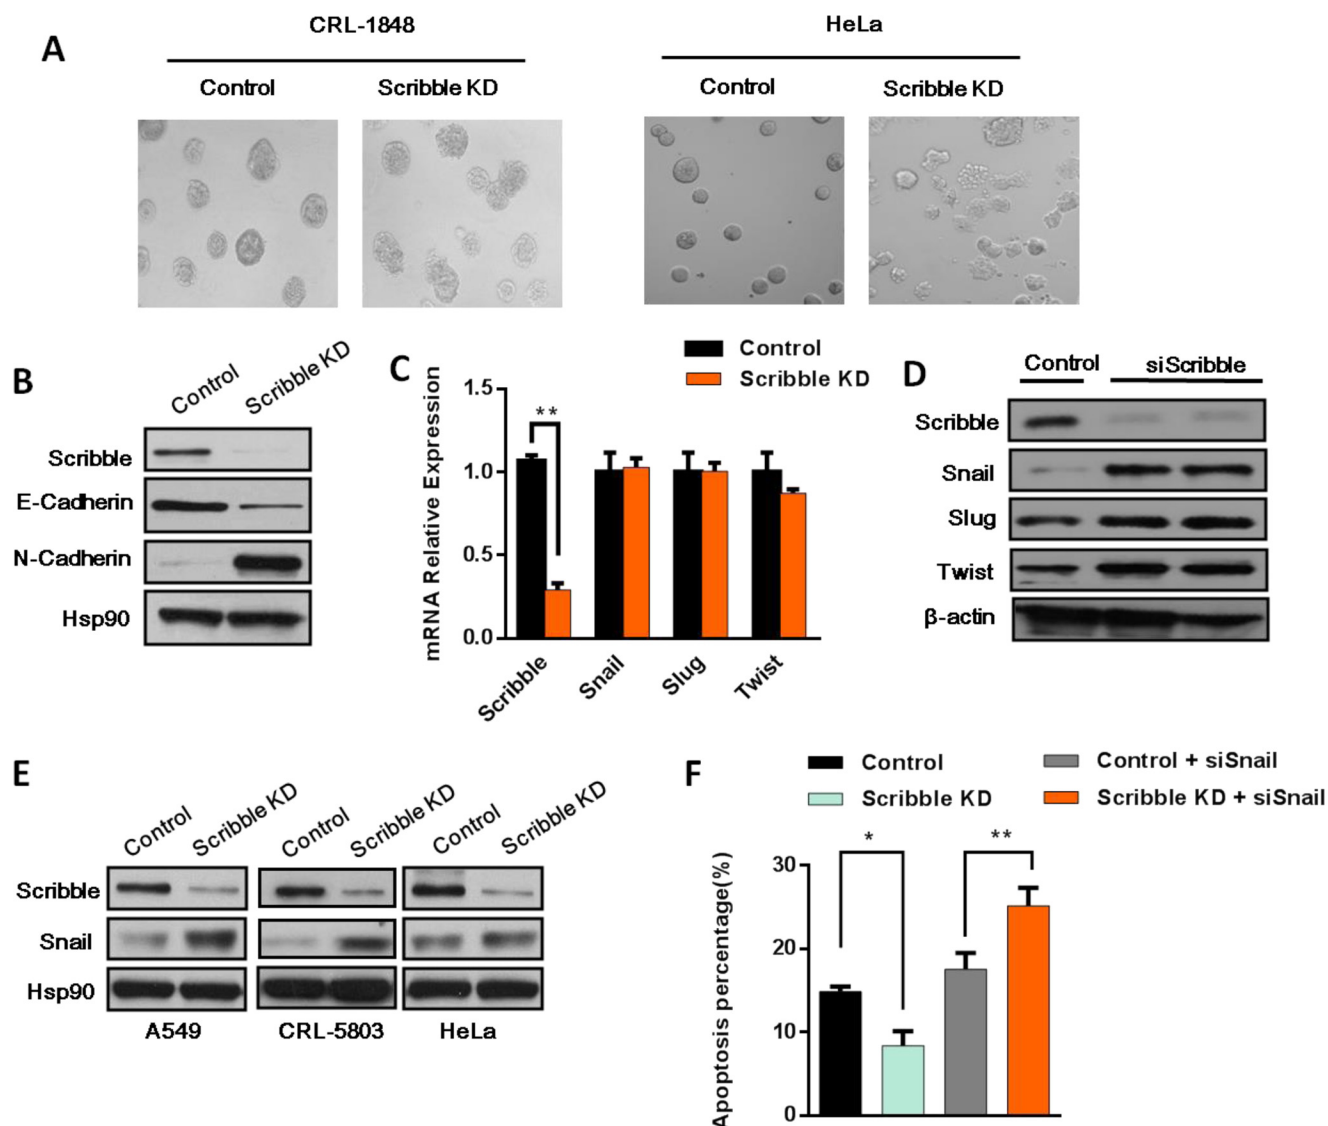 A
CRL-1848
HeLa
Control
Scribble KD
Control
Scribble KD
B
Control
Scribble KD
Scribble
E-Cadherin
N-Cadherin
Hsp90
C
Control
Scribble KD
mRNA Relative Expression
1.5
1.0
0.5
0.0
**
Scribble
Snail
Slug
Twist
D
Control
siScribble
Scribble
Snail
Slug
Twist
β-actin
E
Control
Scribble KD
Control
Scribble KD
Control
Scribble KD
Scribble
Snail
Hsp90
A549
CRL-5803
HeLa
F
Control
Control + siSnail
Scribble KD
Scribble KD + siSnail
Apoptosis percentage(%)
30
20
10
0
*
**